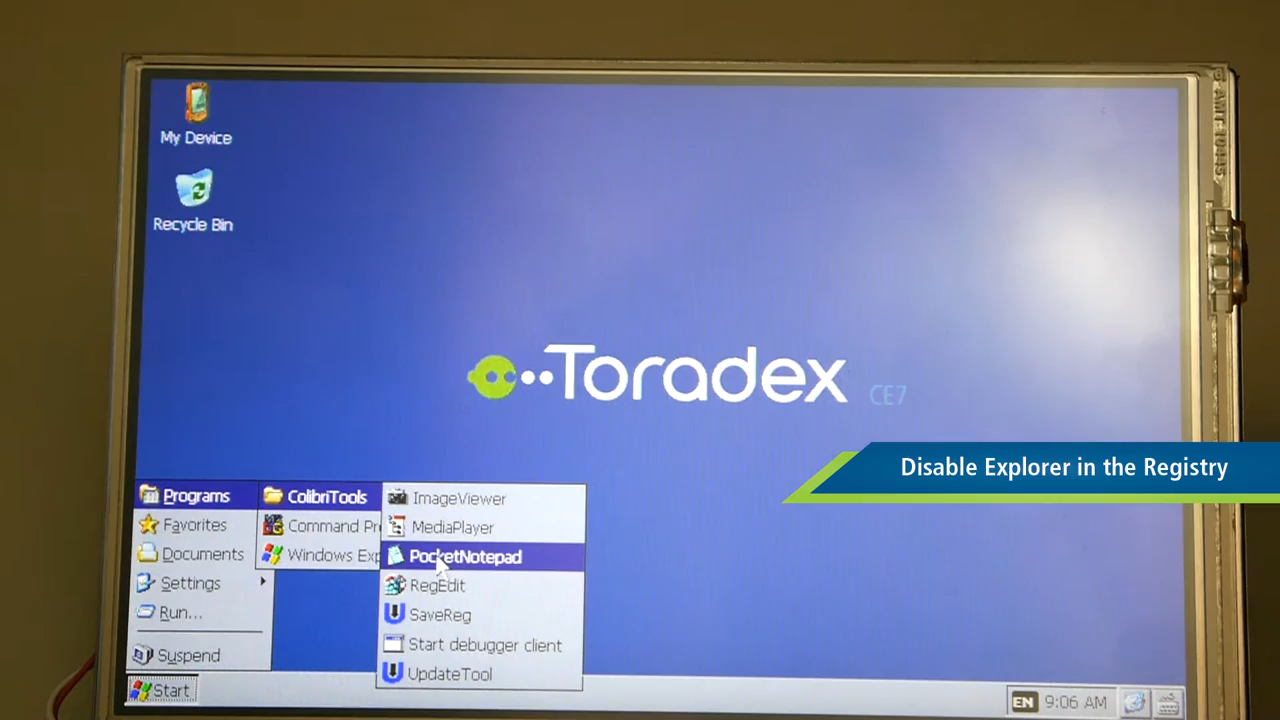 My Device
Recycle Bin
Toradex CE7
Disable Explorer in the Registry
Programs
Favorites
Documents
Settings
Run...
Suspend
ColibriTools
Command Pr
Windows Exp
ImageViewer
MediaPlayer
PocketNotepad
RegEdit
SaveReg
Start debugger client
UpdateTool
Start
EN 9:06 AM